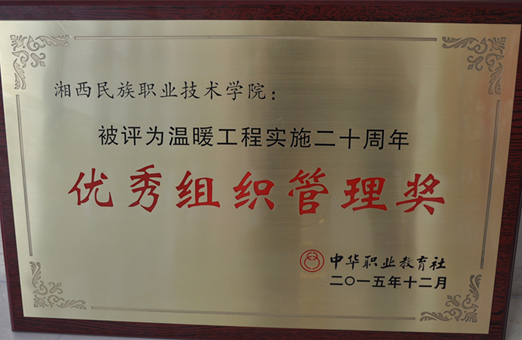 湘西民族职业技术学院：
被评为温暖工程实施二十周年
优秀组织管理奖
中华职业教育社
二〇一五年十二月